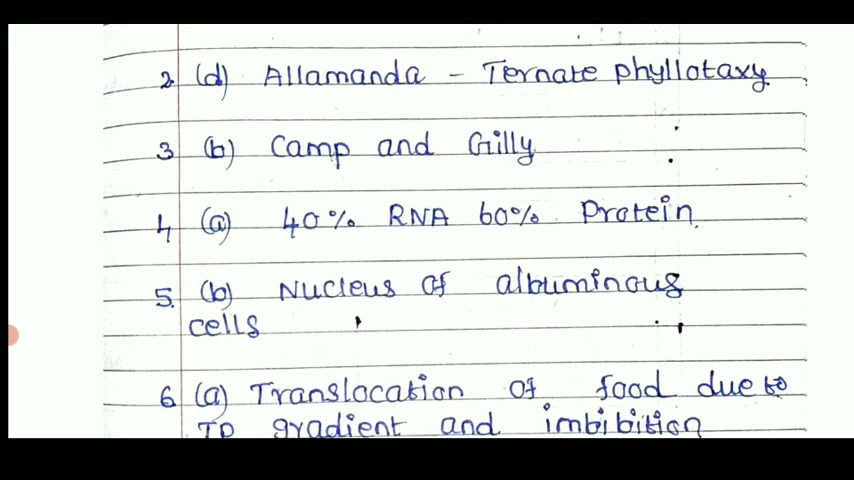 2 (d) Allamanda - Ternate phyllotaxy
3 (b) Camp and Gilly
4 (a) 40% RNA 60% Protein
5. (b) Nucleus of albuminous
cells
6 (a) Translocation of food due to
TP gradient and imbibition